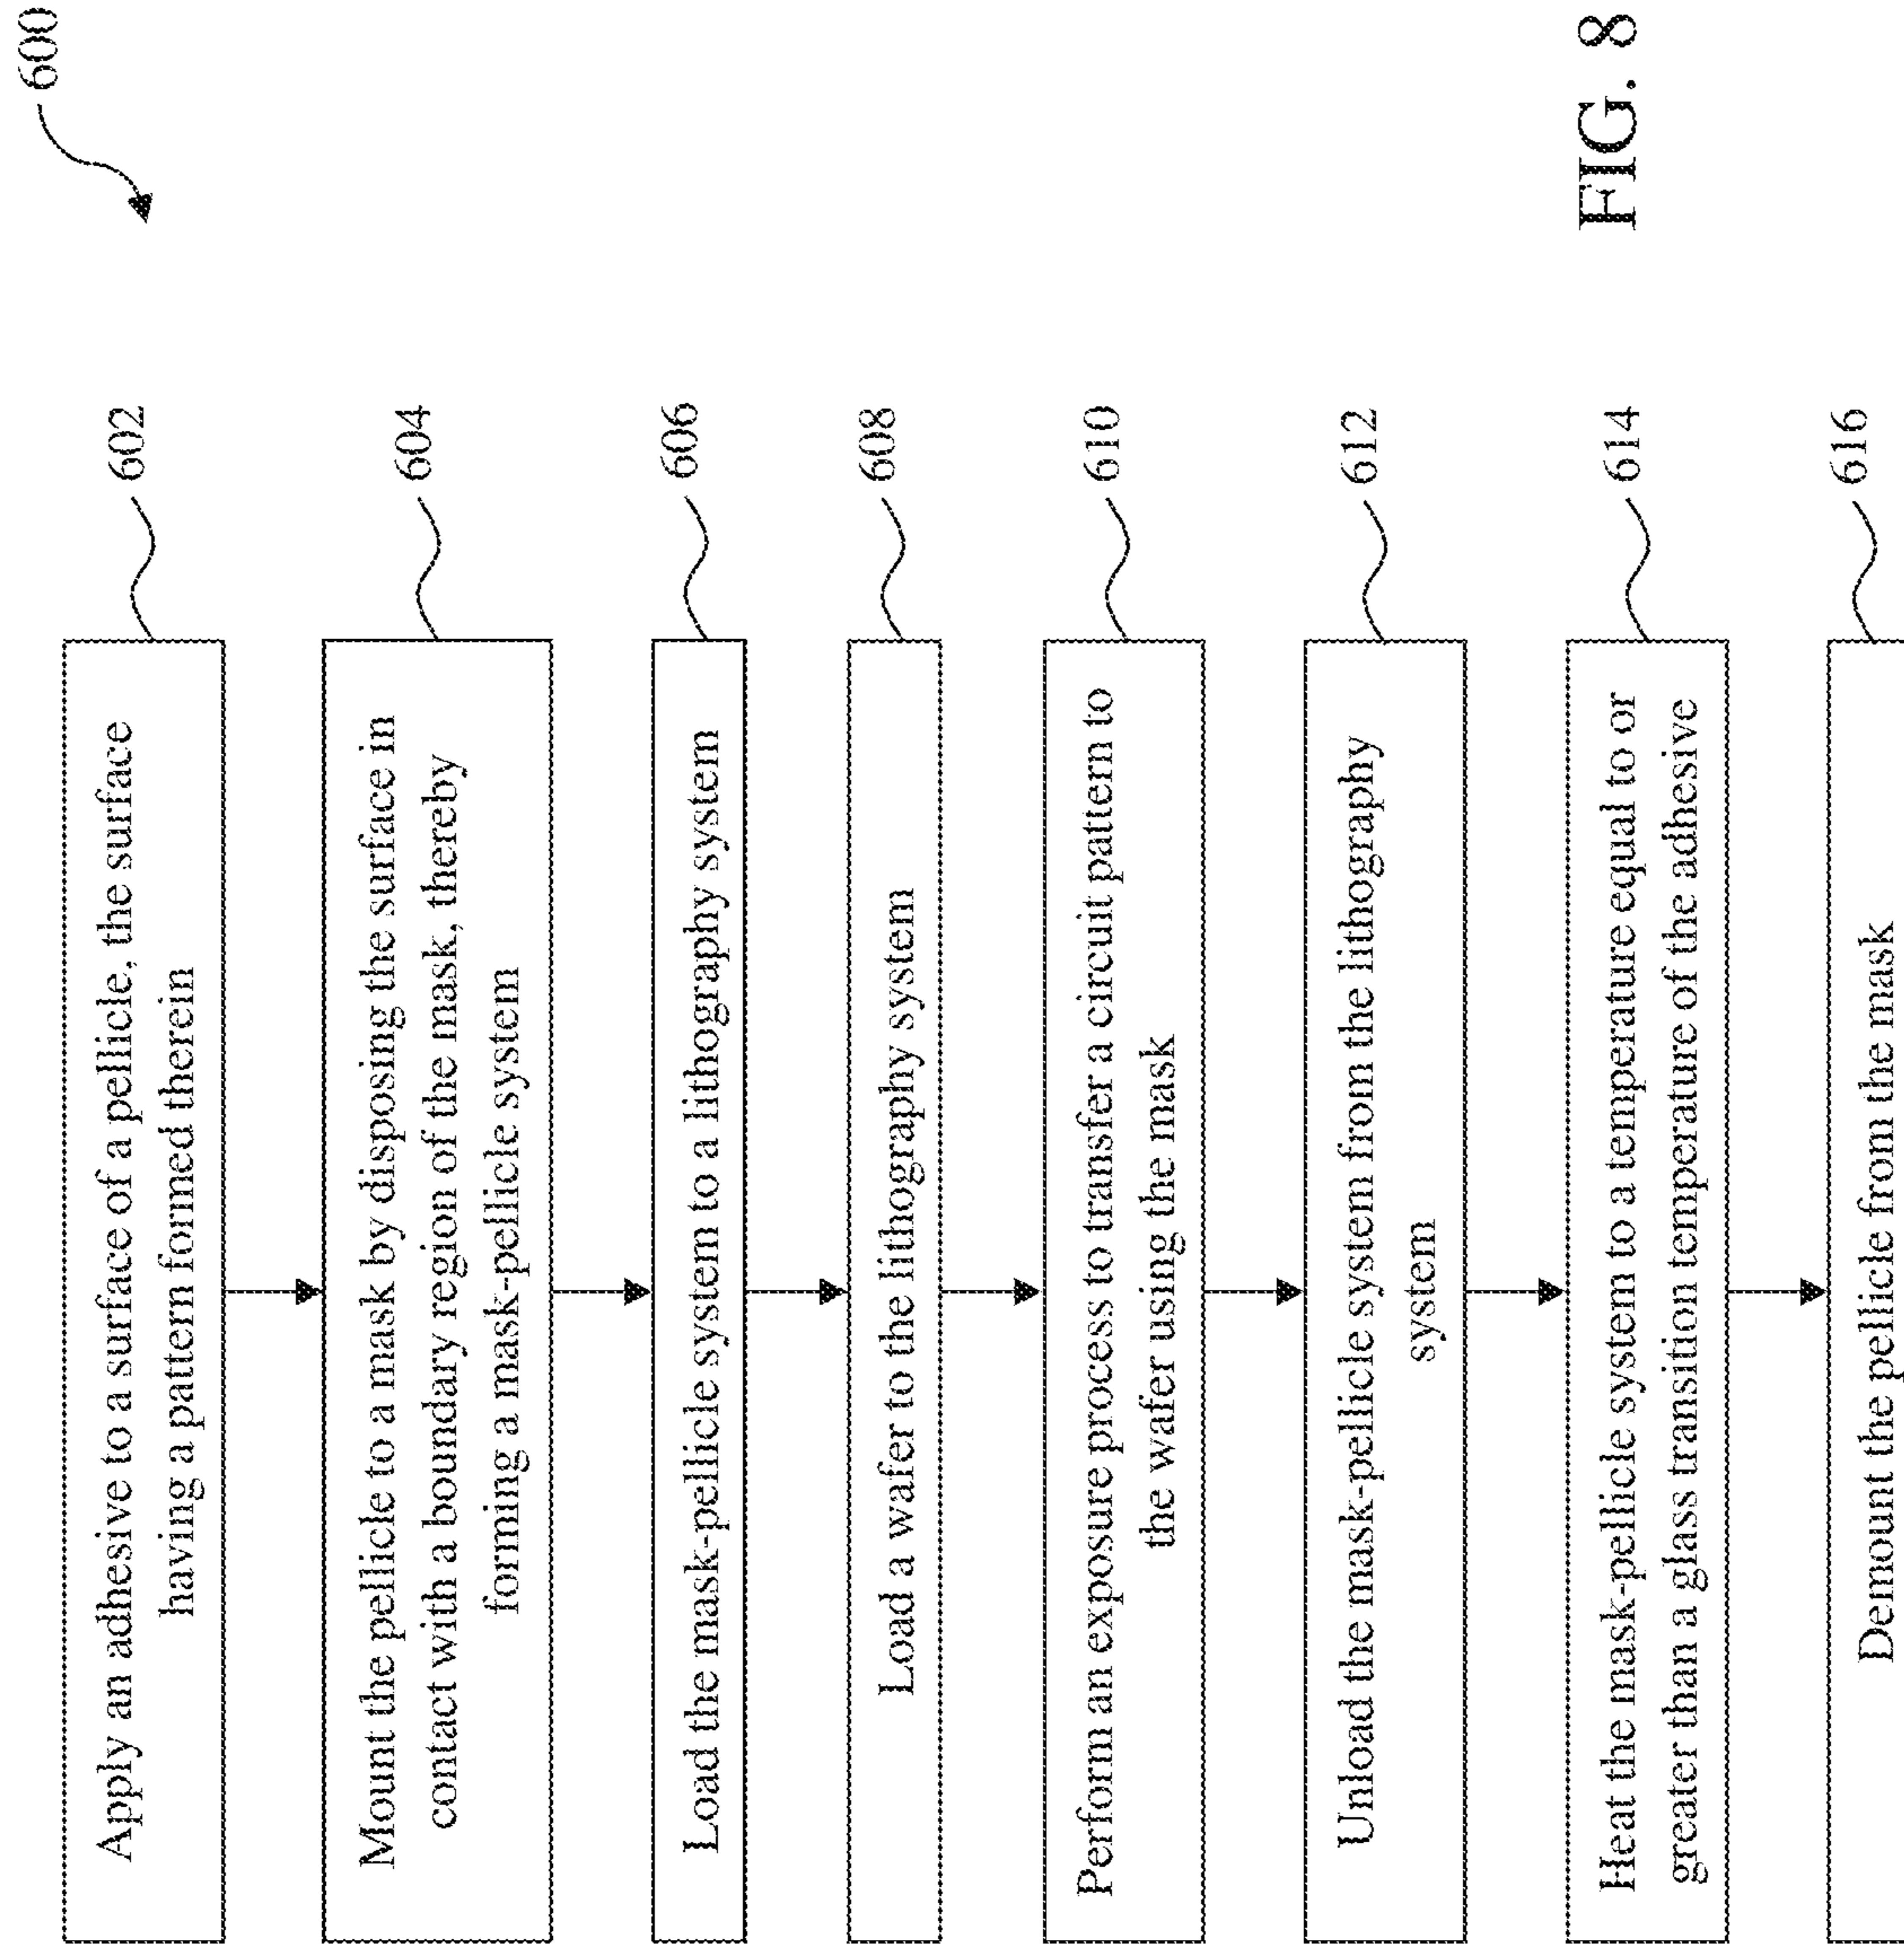 600
Apply an adhesive to a surface of a pellicle, the surface
having a pattern formed therein
602
Mount the pellicle to a mask by disposing the surface in
contact with a boundary region of the mask, thereby
forming a mask-pellicle system
604
Load the mask-pellicle system to a lithography system
606
Load a wafer to the lithography system
608
Perform an exposure process to transfer a circuit pattern to
the wafer using the mask
610
Unload the mask-pellicle system from the lithography
system
612
Heat the mask-pellicle system to a temperature equal to or
greater than a glass transition temperature of the adhesive
614
Demount the pellicle from the mask
616
FIG. 8